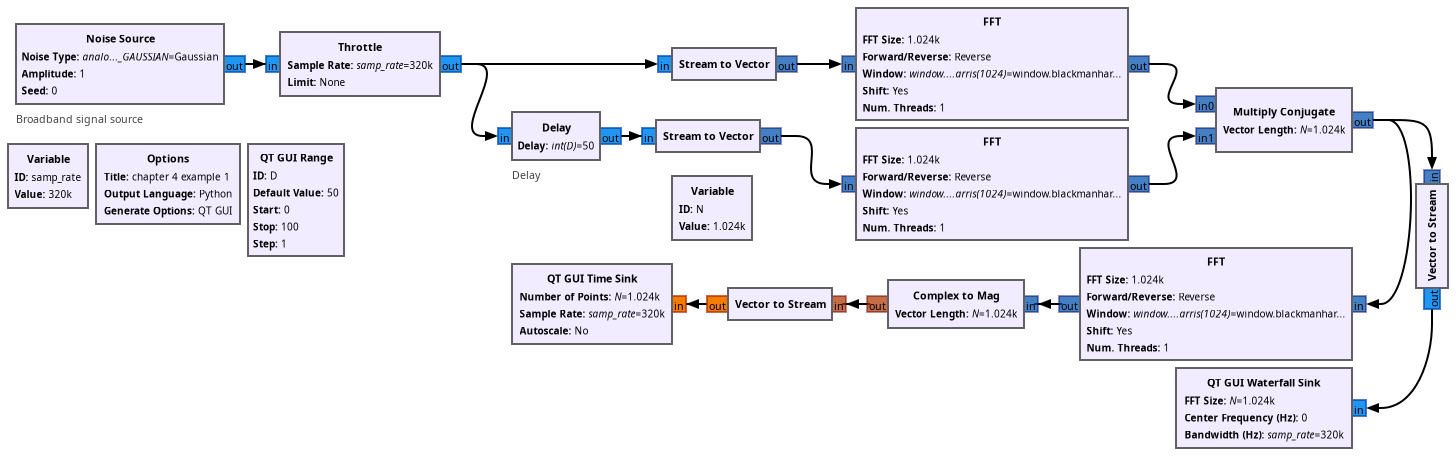 Noise Source
Noise Type: analo..._GAUSSIAN=Gaussian
Amplitude: 1
Seed: 0
out
Broadband signal source
in
Throttle
Sample Rate: samp_rate=320k
Limit: None
out
in
Stream to Vector
out
in
FFT
FFT Size: 1.024k
Forward/Reverse: Reverse
Window: window....arris(1024)=window.blackmanhar...
Shift: Yes
Num. Threads: 1
out
in0
in1
Multiply Conjugate
Vector Length: N=1.024k
out
in
Delay
Delay: int(D)=50
out
Delay
in
Stream to Vector
out
in
FFT
FFT Size: 1.024k
Forward/Reverse: Reverse
Window: window....arris(1024)=window.blackmanhar...
Shift: Yes
Num. Threads: 1
out
Variable
ID: samp_rate
Value: 320k
Options
Title: chapter 4 example 1
Output Language: Python
Generate Options: QT GUI
QT GUI Range
ID: D
Default Value: 50
Start: 0
Stop: 100
Step: 1
Variable
ID: N
Value: 1.024k
in
Vector to Stream
out
QT GUI Time Sink
Number of Points: N=1.024k
Sample Rate: samp_rate=320k
Autoscale: No
in
out
Vector to Stream
in
out
Complex to Mag
Vector Length: N=1.024k
in
out
FFT
FFT Size: 1.024k
Forward/Reverse: Reverse
Window: window....arris(1024)=window.blackmanhar...
Shift: Yes
Num. Threads: 1
in
QT GUI Waterfall Sink
FFT Size: N=1.024k
Center Frequency (Hz): 0
Bandwidth (Hz): samp_rate=320k
in